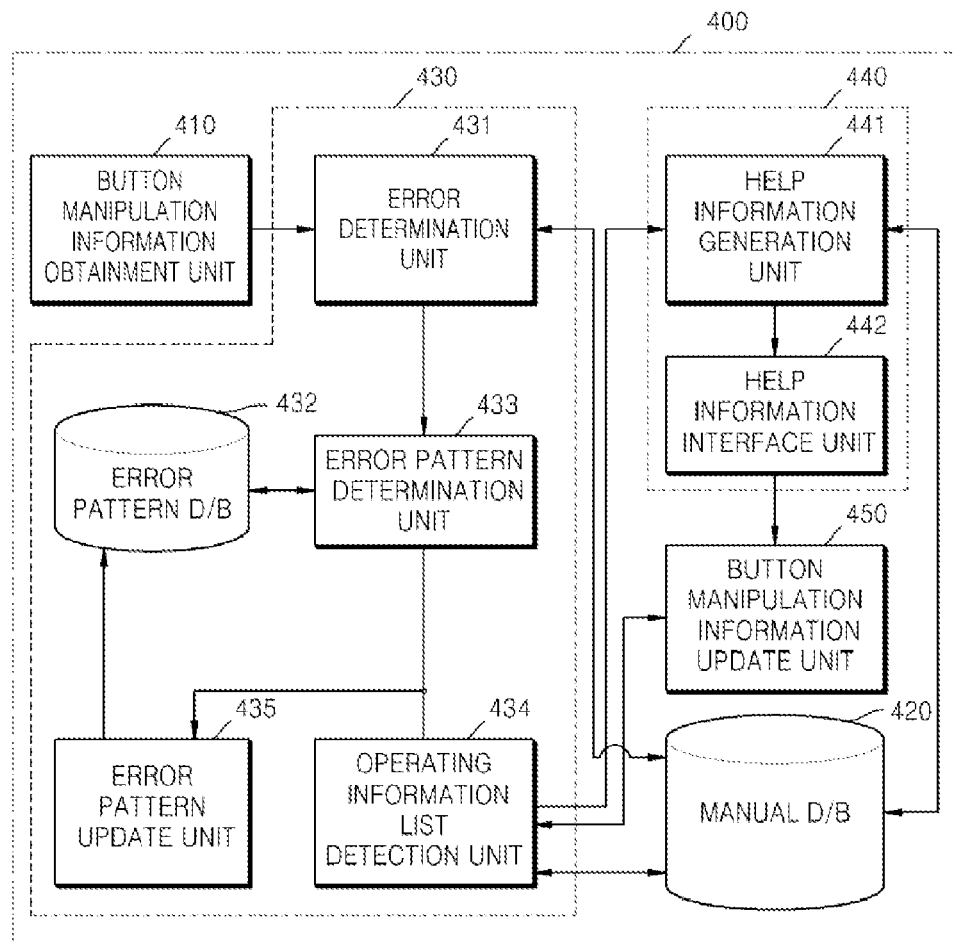 400
430
440
410
431
441
BUTTON
MANIPULATION
INFORMATION
OBTAINMENT UNIT
ERROR
DETERMINATION
UNIT
HELP
INFORMATION
GENERATION
UNIT
442
HELP
INFORMATION
INTERFACE UNIT
432
ERROR
PATTERN D/B
433
ERROR PATTERN
DETERMINATION
UNIT
450
BUTTON
MANIPULATION
INFORMATION
UPDATE UNIT
435
ERROR
PATTERN
UPDATE UNIT
434
OPERATING
INFORMATION
LIST
DETECTION UNIT
420
MANUAL D/B